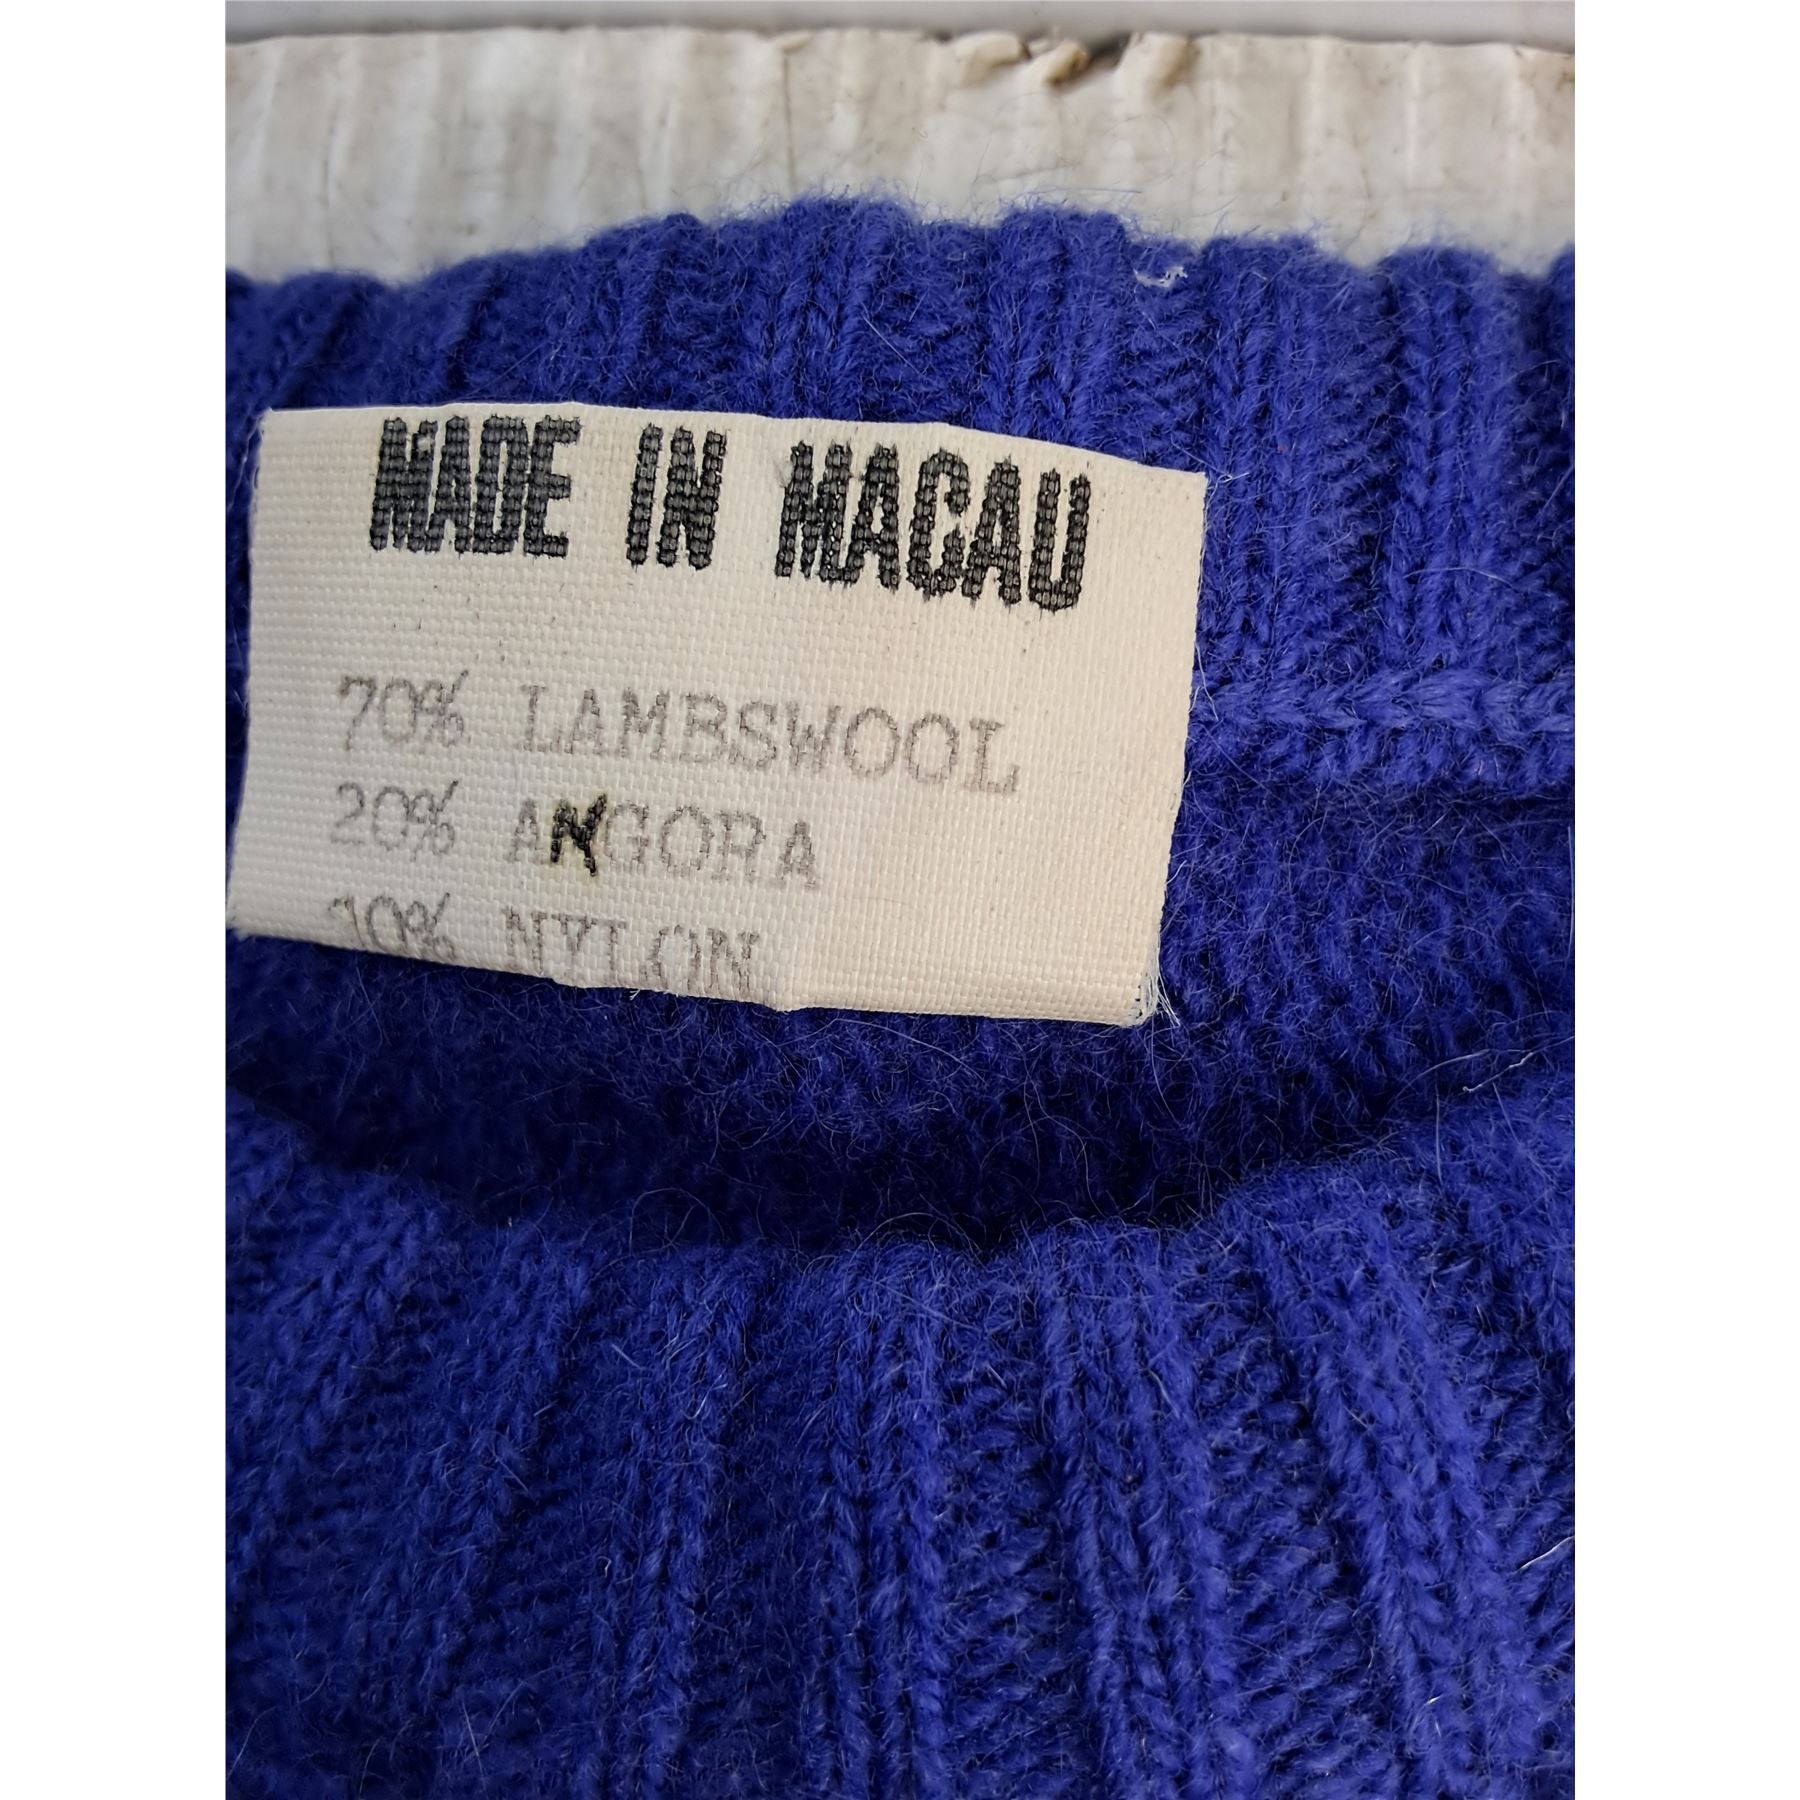 MADE IN MACAU
70% LAMBSWOOL
20% ANGORA
10% NYLON